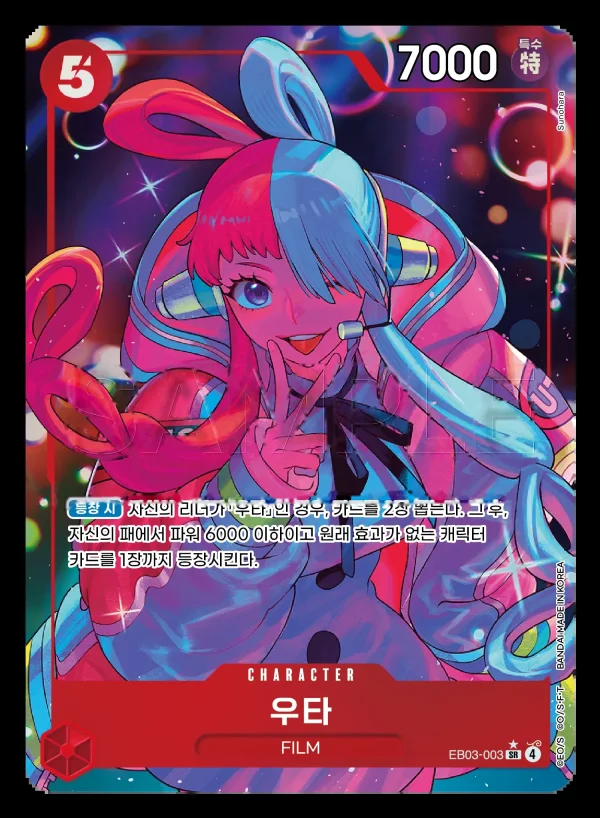 5
7000
특수
特
Sunohara
SAMPLE
등장 시 자신의 리더가 「우타」인 경우, 카드를 2장 뽑는다. 그 후,
자신의 패에서 파워 6000 이하이고 원래 효과가 없는 캐릭터
카드를 1장까지 등장시킨다.
CHARACTER
우타
FILM
EB03-003 SR 4
©EO/S ©O/S·F·T· BANDAI MADE IN KOREA